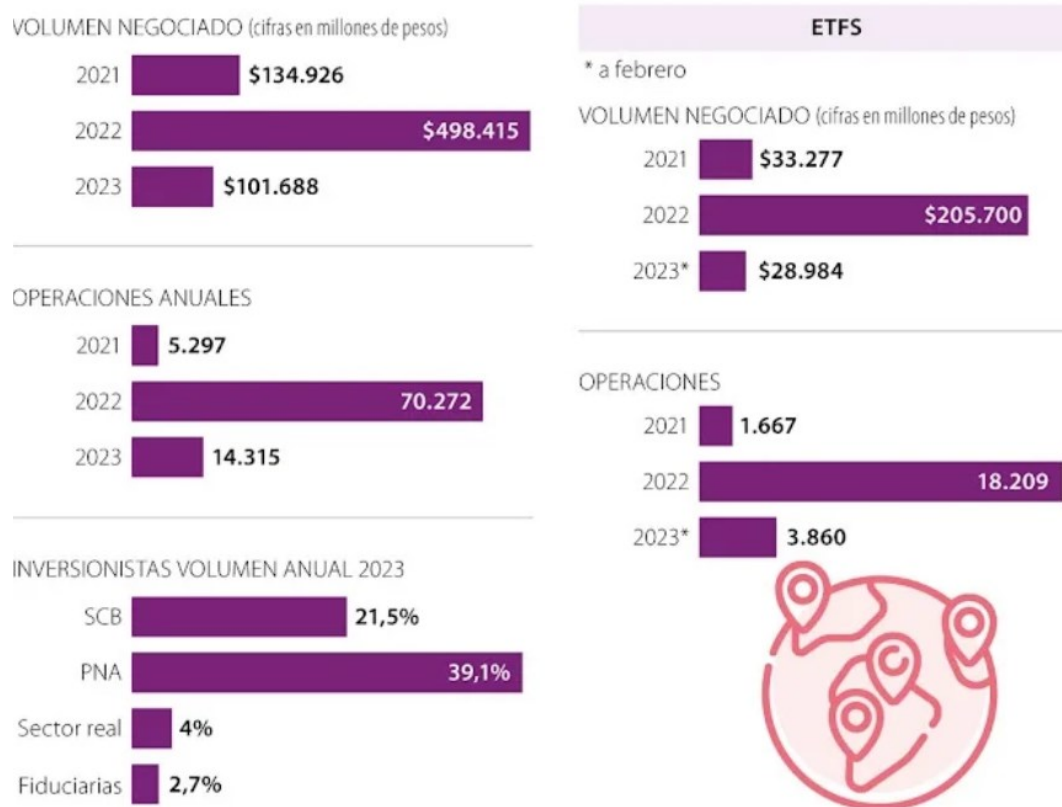 VOLUMEN NEGOCIADO (cifras en millones de pesos)
2021 $134.926
2022 $498.415
2023 $101.688
OPERACIONES ANUALES
2021 5.297
2022 70.272
2023 14.315
INVERSIONISTAS VOLUMEN ANUAL 2023
SCB 21,5%
PNA 39,1%
Sector real 4%
Fiduciarias 2,7%
ETFS
* a febrero
VOLUMEN NEGOCIADO (cifras en millones de pesos)
2021 $33.277
2022 $205.700
2023* $28.984
OPERACIONES
2021 1.667
2022 18.209
2023* 3.860